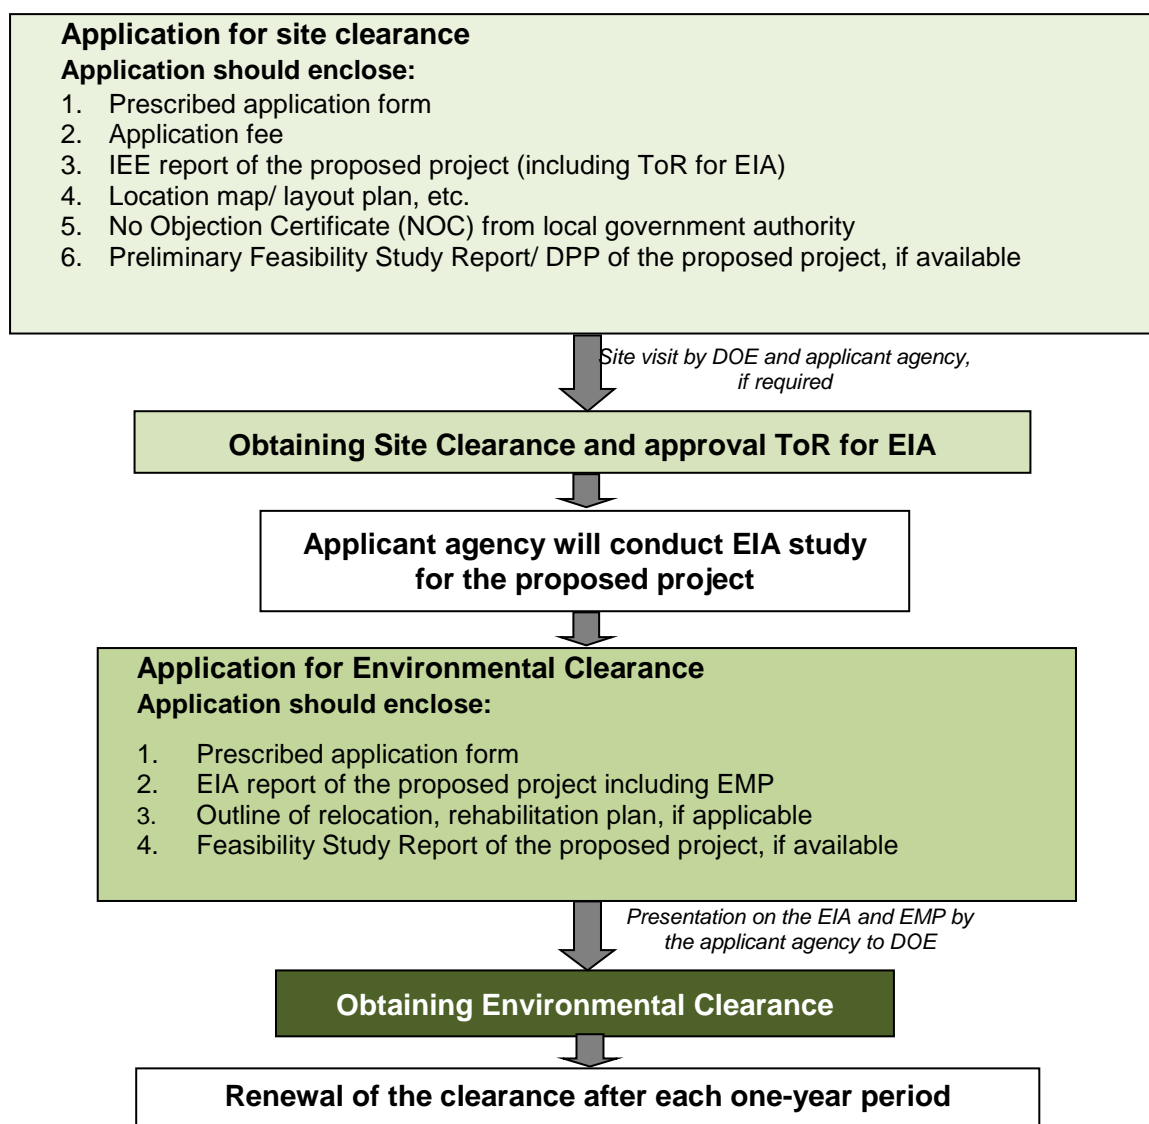 Application for site clearance
Application should enclose:
1. Prescribed application form
2. Application fee
3. IEE report of the proposed project (including ToR for EIA)
4. Location map/ layout plan, etc.
5. No Objection Certificate (NOC) from local government authority
6. Preliminary Feasibility Study Report/ DPP of the proposed project, if available
Site visit by DOE and applicant agency,
if required
Obtaining Site Clearance and approval ToR for EIA
Applicant agency will conduct EIA study
for the proposed project
Application for Environmental Clearance
Application should enclose:
1. Prescribed application form
2. EIA report of the proposed project including EMP
3. Outline of relocation, rehabilitation plan, if applicable
4. Feasibility Study Report of the proposed project, if available
Presentation on the EIA and EMP by
the applicant agency to DOE
Obtaining Environmental Clearance
Renewal of the clearance after each one-year period